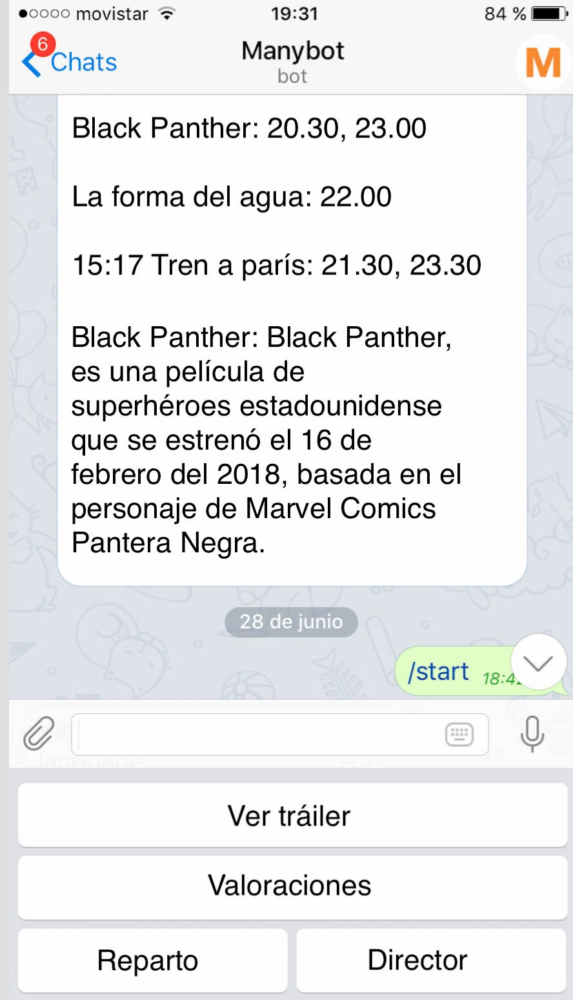 movistar 19:31 84 %
6
Chats
Manybot
bot
M
Black Panther: 20.30, 23.00
La forma del agua: 22.00
15:17 Tren a parís: 21.30, 23.30
Black Panther: Black Panther,
es una película de
superhéroes estadounidense
que se estrenó el 16 de
febrero del 2018, basada en el
personaje de Marvel Comics
Pantera Negra.
28 de junio
/start
language
Ver tráiler
Valoraciones
Reparto Director